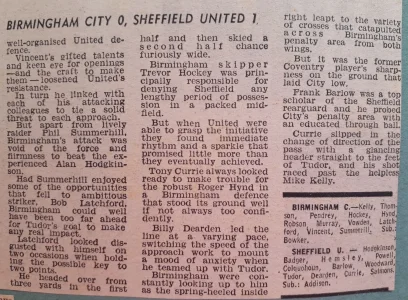 BIRMINGHAM CITY 0, SHEFFIELD UNITED 1
well-organised United de-
fence.
Vincent's gifted talents
and keen eye for openings
—and the craft to make
them — loosened United's
resistance.
In turn he linked with
each of his attacking
colleagues to tie a solid
threat to each approach.
But apart from lively
raider Phil Summerhill,
Birmingham's attack was
void of the force and
firmness to beat the ex-
perienced Alan Hodgkin-
son.
Had Summerhill enjoyed
some of the opportunities
that fell to ambitious
striker, Bob Latchford,
Birmingham could well
have been too far ahead
for Tudor's goal to make
any real impact.
Latchford looked dis-
gusted with himself on
two occasions when hold-
ing the possible key to
two points.
He headed over from
three yards in the first
half and then skied a
second half chance
furiously wide.
Birmingham skipper
Trevor Hockey was prin-
cipally responsible for
denying Sheffield a
lengthy period of posses-
sion in a packed mid-
field.
But when United were
able to grasp the initiative
they found immediate
rhythm and a sparkle that
promised little more than
they eventually achieved.
Tony Currie always looked
ready to make trouble for
the robust Roger Hynd in
a Birmingham defence
that stood its ground well
if not always too confi-
dently.
Billy Dearden led the
line at a varying pace,
switching the speed of the
approach work to mount
a mood of anxiety when
he teamed up with Tudor.
Birmingham were con-
stantly looking up to him
as the spring-heeled inside
right leapt to the variety
of crosses that catapulted
across Birmingham's
penalty area from both
wings.
But it was the former
Coventry player's sharp-
ness on the ground that
laid City low.
Frank Barlow was a top
scholar of the Sheffield
rearguard and he probed
City's penalty area with
an educated through ball.
Currie slipped in the
change of direction of the
pass with a glancing
header straight to the feet
of Tudor, and his shot
raced past the helpless
Mike Kelly.
BIRMINGHAM C.—Kelly, Thom-
son, Pendrey, Hockey, Hynd,
Robson, Murray, Vowden, Latch-
ford, Vincent, Summerhill. Sub.:
Bowker.
SHEFFIELD U. — Hodgkinson,
Badger, Hemsley, Powell,
Colquhoun, Barlow, Woodward,
Tudor, Dearden, Currie, Salmons.
Sub.: Addison.